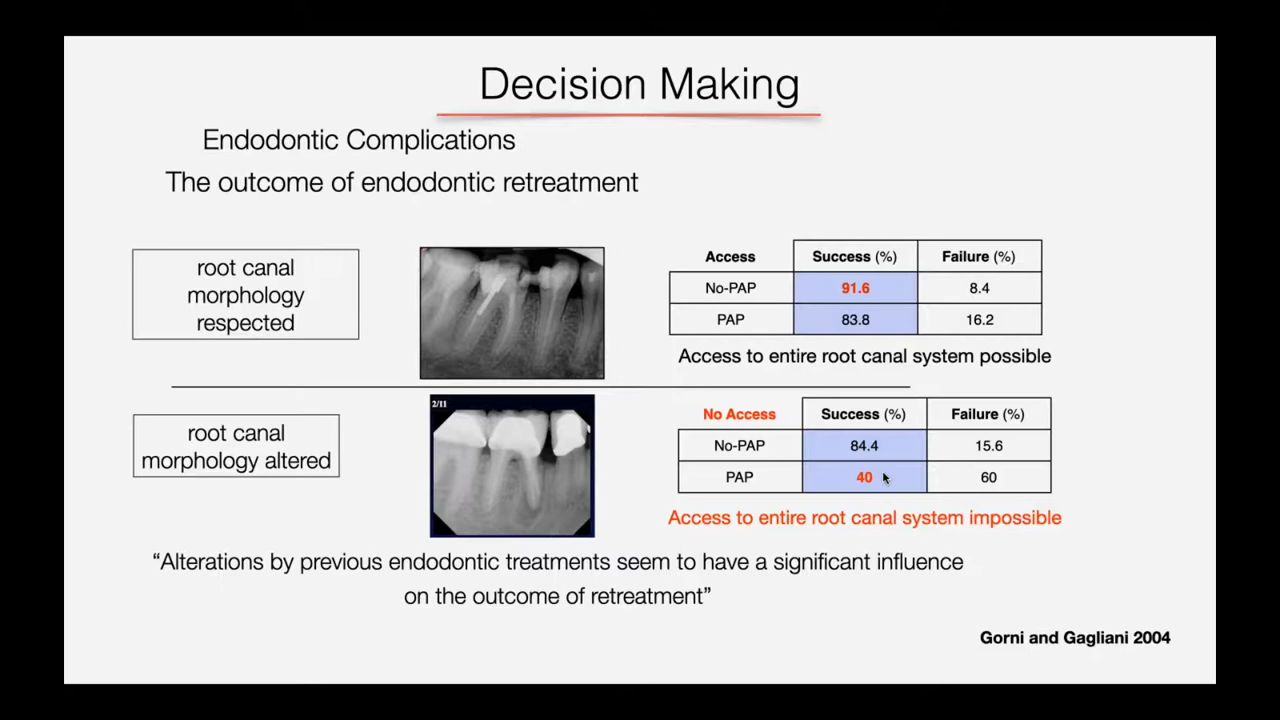 Decision Making
Endodontic Complications
The outcome of endodontic retreatment
root canal
morphology
respected
Access Success (%) Failure (%)
No-PAP 91.6 8.4
PAP 83.8 16.2
Access to entire root canal system possible
2/11
root canal
morphology altered
No Access Success (%) Failure (%)
No-PAP 84.4 15.6
PAP 40 60
Access to entire root canal system impossible
“Alterations by previous endodontic treatments seem to have a significant influence
on the outcome of retreatment”
Gorni and Gagliani 2004